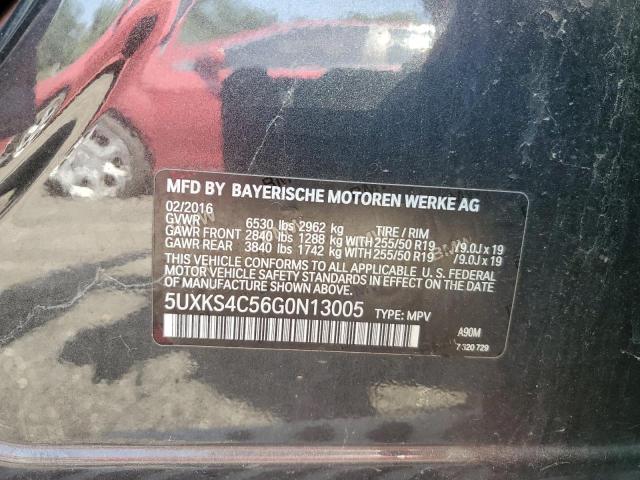 MFD BY BAYERISCHE MOTOREN WERKE AG
02/2016
GVWR 6530 lbs 2962 kg TIRE / RIM
GAWR FRONT 2840 lbs 1288 kg WITH 255/50 R19 /9.0J x 19
GAWR REAR 3840 lbs 1742 kg WITH 255/50 R19 /9.0J x 19
THIS VEHICLE CONFORMS TO ALL APPLICABLE U.S. FEDERAL
MOTOR VEHICLE SAFETY STANDARDS IN EFFECT ON THE DATE
OF MANUFACTURE SHOWN ABOVE.
5UXKS4C56G0N13005 TYPE: MPV A90M
7 320 729